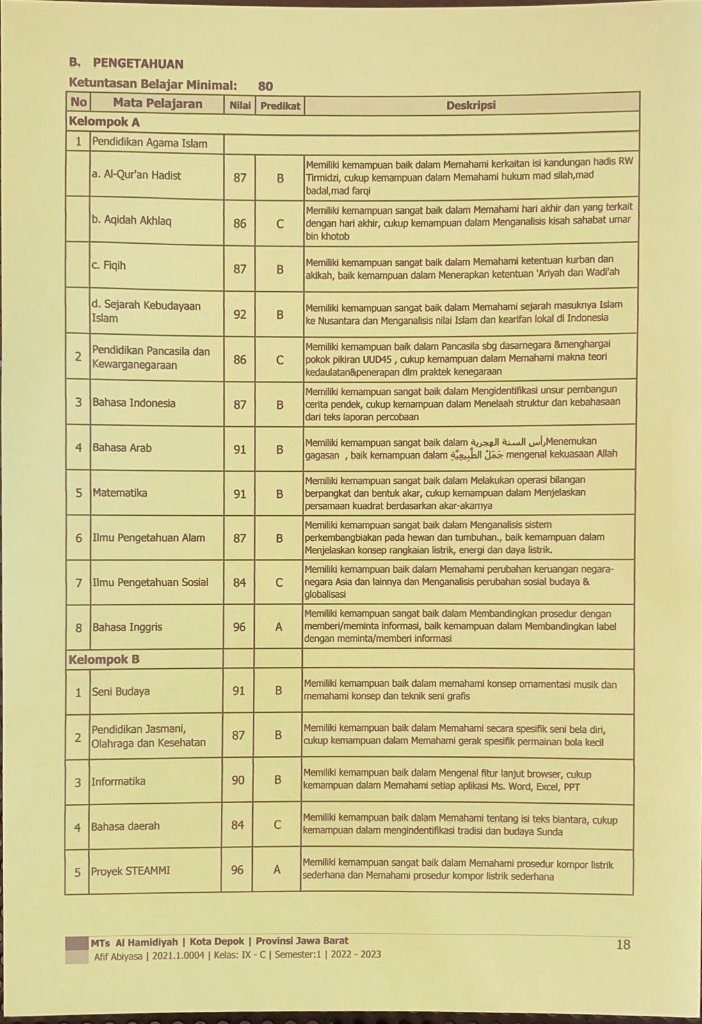 B. PENGETAHUAN
Ketuntasan Belajar Minimal: 80
No Mata Pelajaran Nilai Predikat Deskripsi
Kelompok A
1 Pendidikan Agama Islam
a. Al-Qur'an Hadist 87 B
Memiliki kemampuan baik dalam Memahami kerkaitan isi kandungan hadis RW
Tirmidzi, cukup kemampuan dalam Memahami hukum mad silah,mad
badal,mad farqi
b. Aqidah Akhlaq 86 C
Memiliki kemampuan sangat baik dalam Memahami hari akhir dan yang terkait
dengan hari akhir, cukup kemampuan dalam Menganalisis kisah sahabat umar
bin khotob
c. Fiqih 87 B
Memiliki kemampuan sangat baik dalam Memahami ketentuan kurban dan
akikah, baik kemampuan dalam Menerapkan ketentuan 'Ariyah dan Wadi'ah
d. Sejarah Kebudayaan
Islam 92 B
Memiliki kemampuan sangat baik dalam Memahami sejarah masuknya Islam
ke Nusantara dan Menganalisis nilai Islam dan kearifan lokal di Indonesia
2 Pendidikan Pancasila dan
Kewarganegaraan 86 C
Memiliki kemampuan baik dalam Pancasila sbg dasarnegara &menghargai
pokok pikiran UUD45 , cukup kemampuan dalam Memahami makna teori
kedaulatan&penerapan dlm praktek kenegaraan
3 Bahasa Indonesia 87 B
Memiliki kemampuan sangat baik dalam Mengidentifikasi unsur pembangun
cerita pendek, cukup kemampuan dalam Menelaah struktur dan kebahasaan
dari teks laporan percobaan
4 Bahasa Arab 91 B
Memiliki kemampuan sangat baik dalam رأس السنة الهجرية Menemukan
gagasan , baik kemampuan dalam جَمَلُ الطَّبِيعِيَّةِ mengenal kekuasaan Allah
5 Matematika 91 B
Memiliki kemampuan sangat baik dalam Melakukan operasi bilangan
berpangkat dan bentuk akar, cukup kemampuan dalam Menjelaskan
persamaan kuadrat berdasarkan akar-akarnya
6 Ilmu Pengetahuan Alam 87 B
Memiliki kemampuan sangat baik dalam Menganalisis sistem
perkembangbiakan pada hewan dan tumbuhan., baik kemampuan dalam
Menjelaskan konsep rangkaian listrik, energi dan daya listrik.
7 Ilmu Pengetahuan Sosial 84 C
Memiliki kemampuan baik dalam Memahami perubahan keruangan negara-
negara Asia dan lainnya dan Menganalisis perubahan sosial budaya &
globalisasi
8 Bahasa Inggris 96 A
Memiliki kemampuan sangat baik dalam Membandingkan prosedur dengan
memberi/meminta informasi, baik kemampuan dalam Membandingkan label
dengan meminta/memberi informasi
Kelompok B
1 Seni Budaya 91 B
Memiliki kemampuan baik dalam memahami konsep ornamentasi musik dan
memahami konsep dan teknik seni grafis
2 Pendidikan Jasmani,
Olahraga dan Kesehatan 87 B
Memiliki kemampuan baik dalam Memahami secara spesifik seni bela diri,
cukup kemampuan dalam Memahami gerak spesifik permainan bola kecil
3 Informatika 90 B
Memiliki kemampuan baik dalam Mengenal fitur lanjut browser, cukup
kemampuan dalam Memahami setiap aplikasi Ms. Word, Excel, PPT
4 Bahasa daerah 84 C
Memiliki kemampuan baik dalam Memahami tentang isi teks biantara, cukup
kemampuan dalam mengindentifikasi tradisi dan budaya Sunda
5 Proyek STEAMMI 96 A
Memiliki kemampuan sangat baik dalam Memahami prosedur kompor listrik
sederhana dan Memahami prosedur kompor listrik sederhana
MTs Al Hamidiyah | Kota Depok | Provinsi Jawa Barat 18
Afif Abiyasa | 2021.1.0004 | Kelas: IX - C | Semester:1 | 2022 - 2023